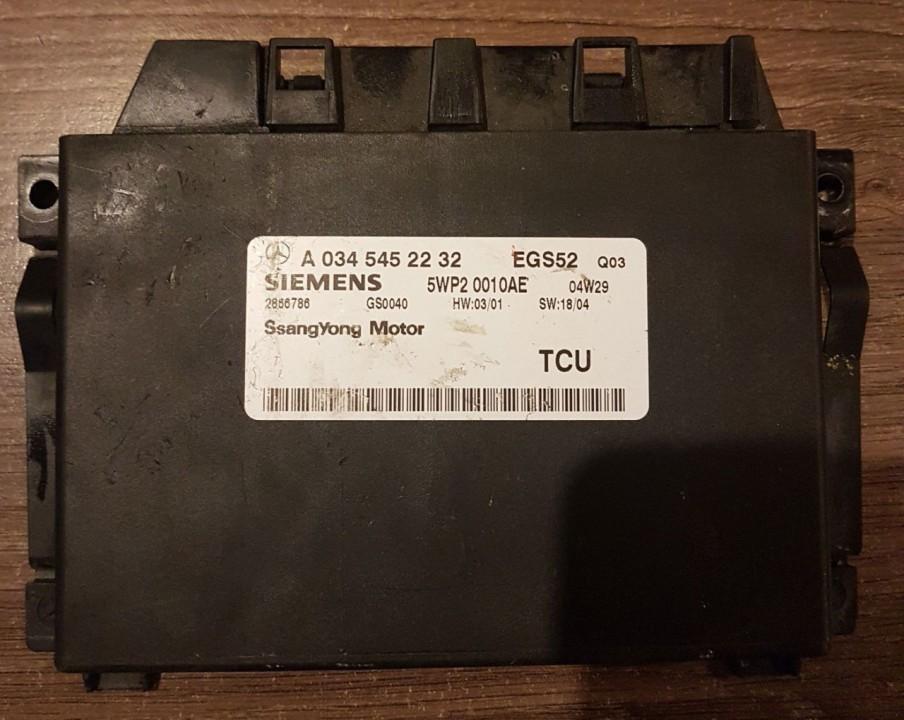 A 034 545 22 32 EGS52 Q03
SIEMENS 5WP2 0010AE 04W29
2866786 GS0040 HW:03/01 SW:18/04
SsangYong Motor
TCU